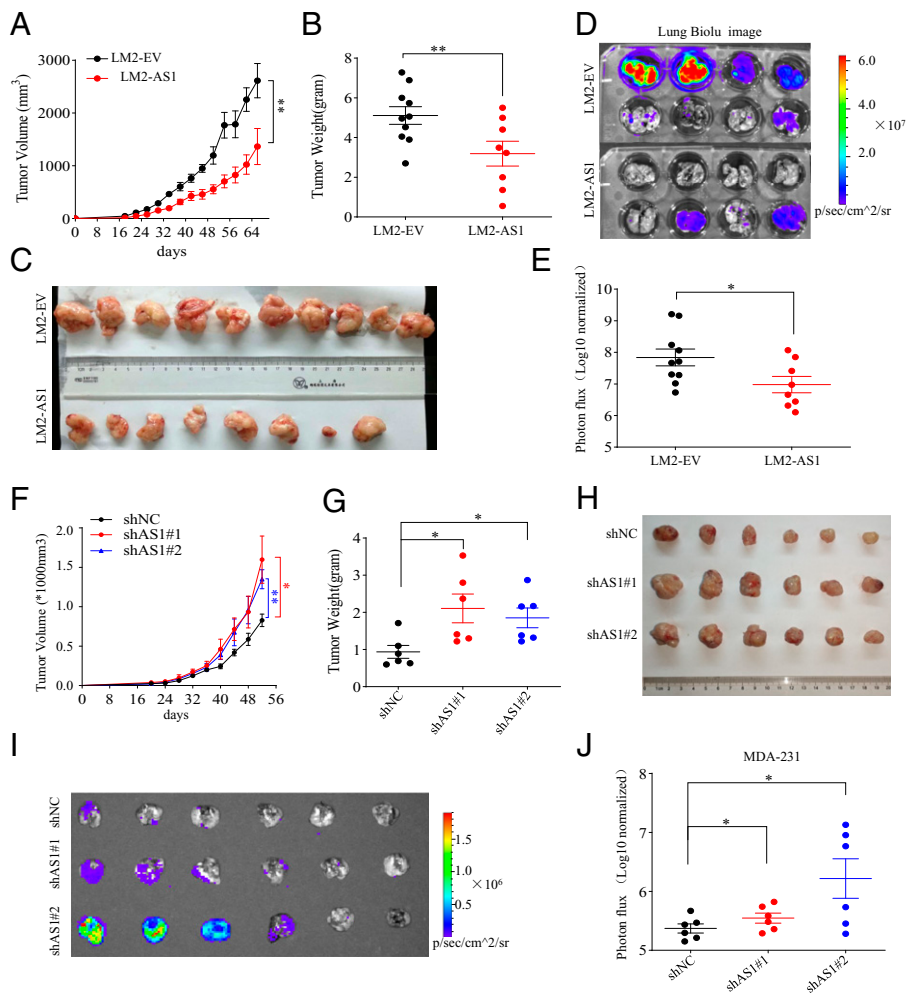 A
LM2-EV
LM2-AS1
Tumor Volume (mm3)
3000
2000
1000
0
**
0 8 16 24 32 40 48 56 64
days
B
Tumor Weight(gram)
8
6
4
2
0
**
LM2-EV LM2-AS1
C
LM2-EV
LM2-AS1
D
Lung Biolu image
LM2-EV
LM2-AS1
6.0
4.0
×10^7
2.0
p/sec/cm^2/sr
E
Photon flux (Log10 normalized)
10
9
8
7
6
5
*
LM2-EV LM2-AS1
F
shNC
shAS1#1
shAS1#2
Tumor Volume (*1000mm3)
2.0
1.5
1.0
0.5
0.0
** *
0 8 16 24 32 40 48 56
days
G
Tumor Weight(gram)
4
3
2
1
0
*
*
shNC shAS1#1 shAS1#2
H
shNC
shAS1#1
shAS1#2
I
shNC
shAS1#1
shAS1#2
1.5
1.0
×10^6
0.5
p/sec/cm^2/sr
J
MDA-231
Photon flux (Log10 normalized)
8
7
6
5
*
*
shNC shAS1#1 shAS1#2